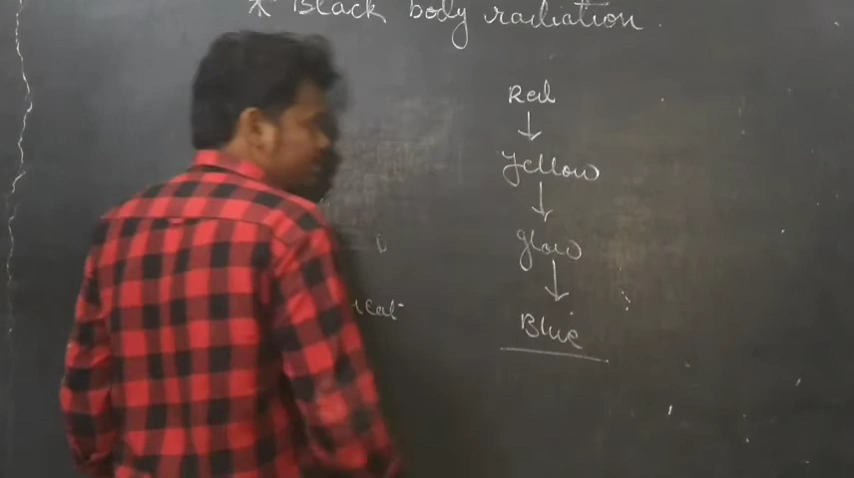 * Black body radiation.
Red
↓
Yellow
↓
glow
↓
Blue